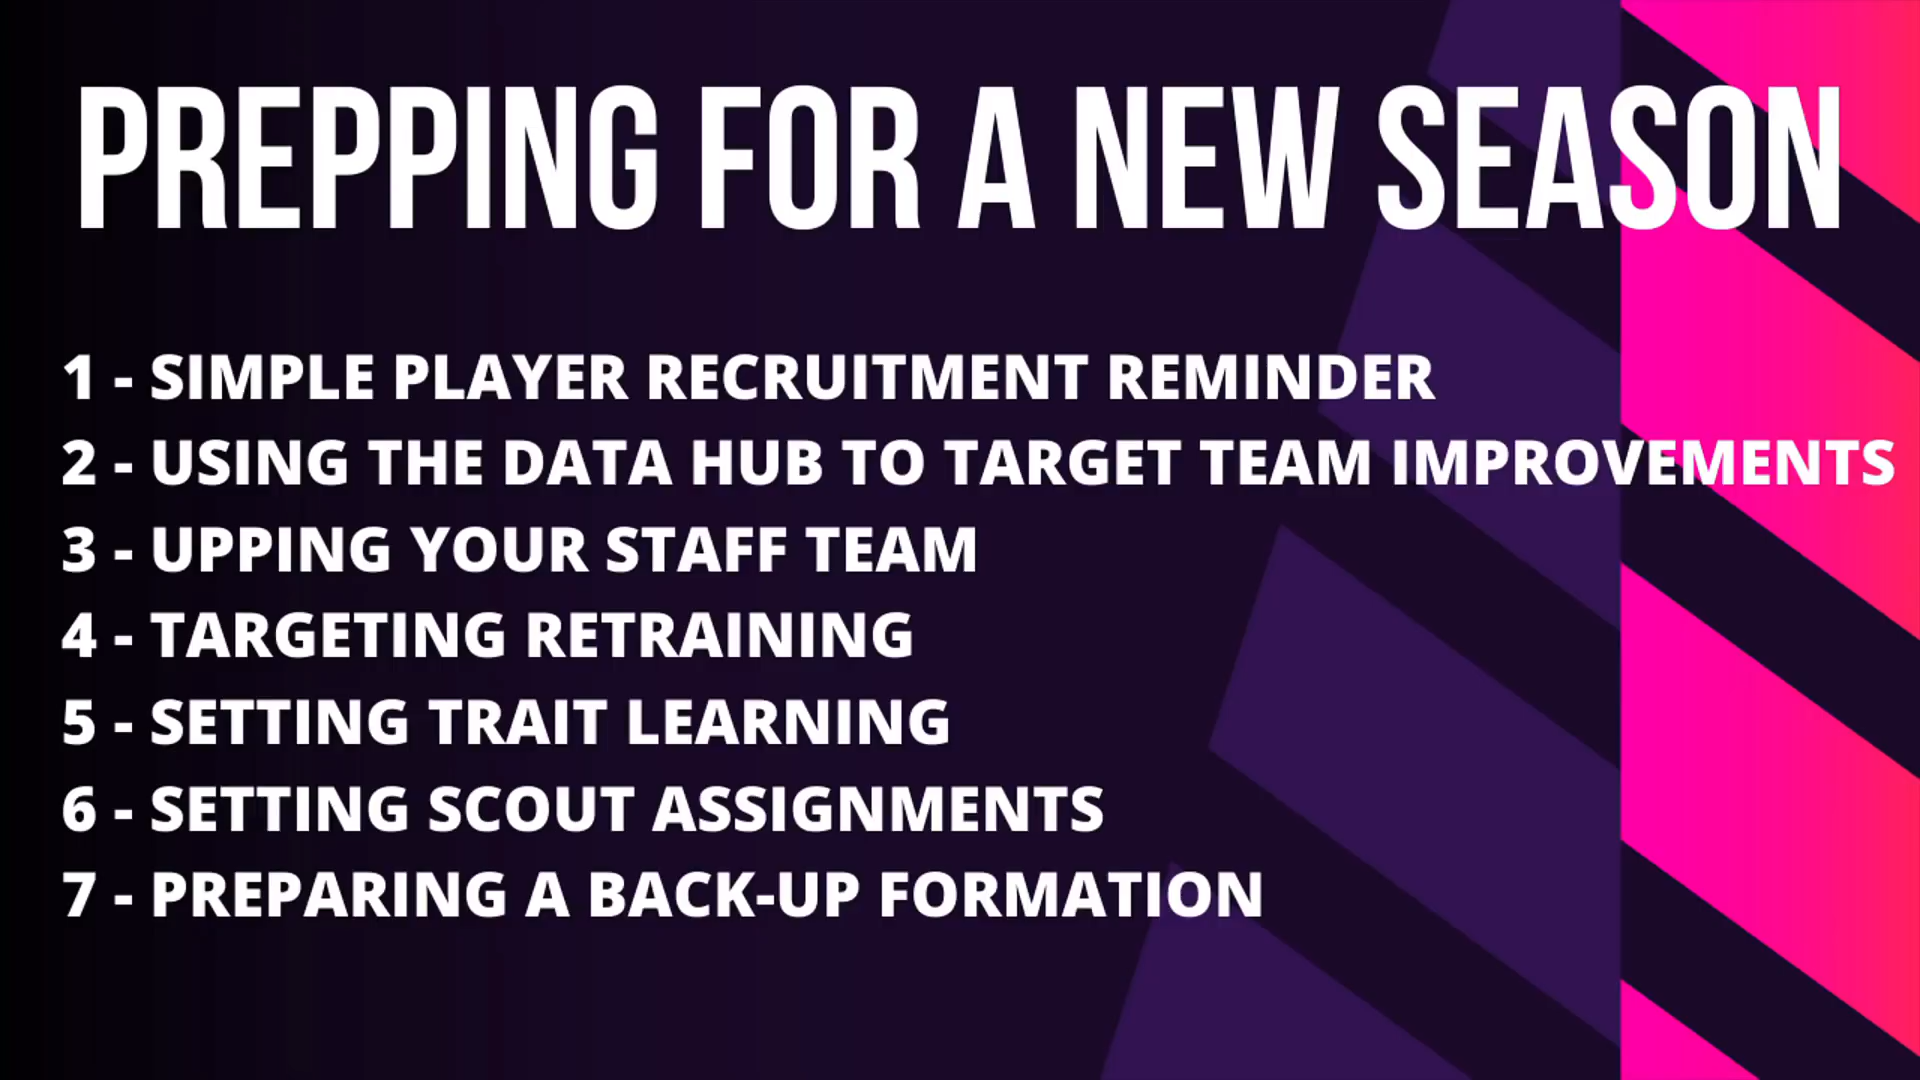 PREPPING FOR A NEW SEASON
1 - SIMPLE PLAYER RECRUITMENT REMINDER
2 - USING THE DATA HUB TO TARGET TEAM IMPROVEMENTS
3 - UPPING YOUR STAFF TEAM
4 - TARGETING RETRAINING
5 - SETTING TRAIT LEARNING
6 - SETTING SCOUT ASSIGNMENTS
7 - PREPARING A BACK-UP FORMATION